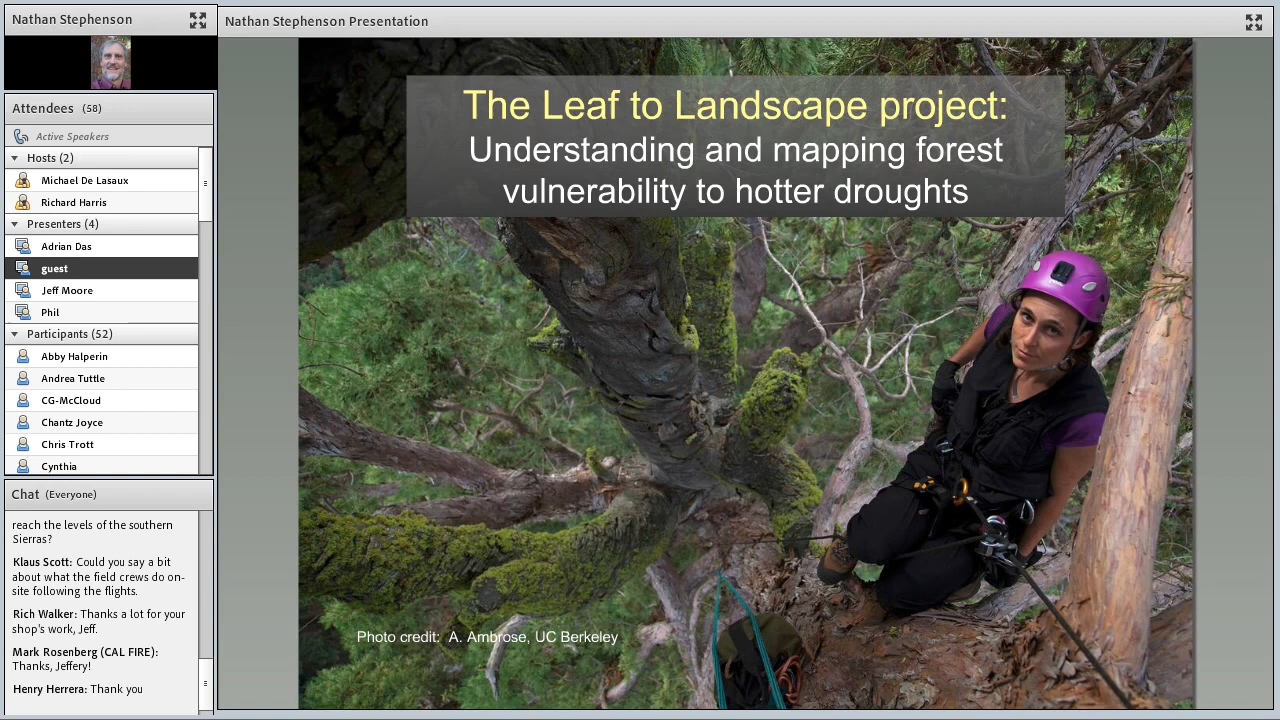 Nathan Stephenson
Attendees (58)
Active Speakers
Hosts (2)
Michael De Lasaux
Richard Harris
Presenters (4)
Adrian Das
guest
Jeff Moore
Phil
Participants (52)
Abby Halperin
Andrea Tuttle
CG-McCloud
Chantz Joyce
Chris Trott
Cynthia
Chat (Everyone)
reach the levels of the southern
Sierras?
Klaus Scott: Could you say a bit
about what the field crews do on-
site following the flights.
Rich Walker: Thanks a lot for your
shop's work, Jeff.
Mark Rosenberg (CAL FIRE):
Thanks, Jeffery!
Henry Herrera: Thank you
Nathan Stephenson Presentation
The Leaf to Landscape project:
Understanding and mapping forest
vulnerability to hotter droughts
Photo credit: A. Ambrose, UC Berkeley